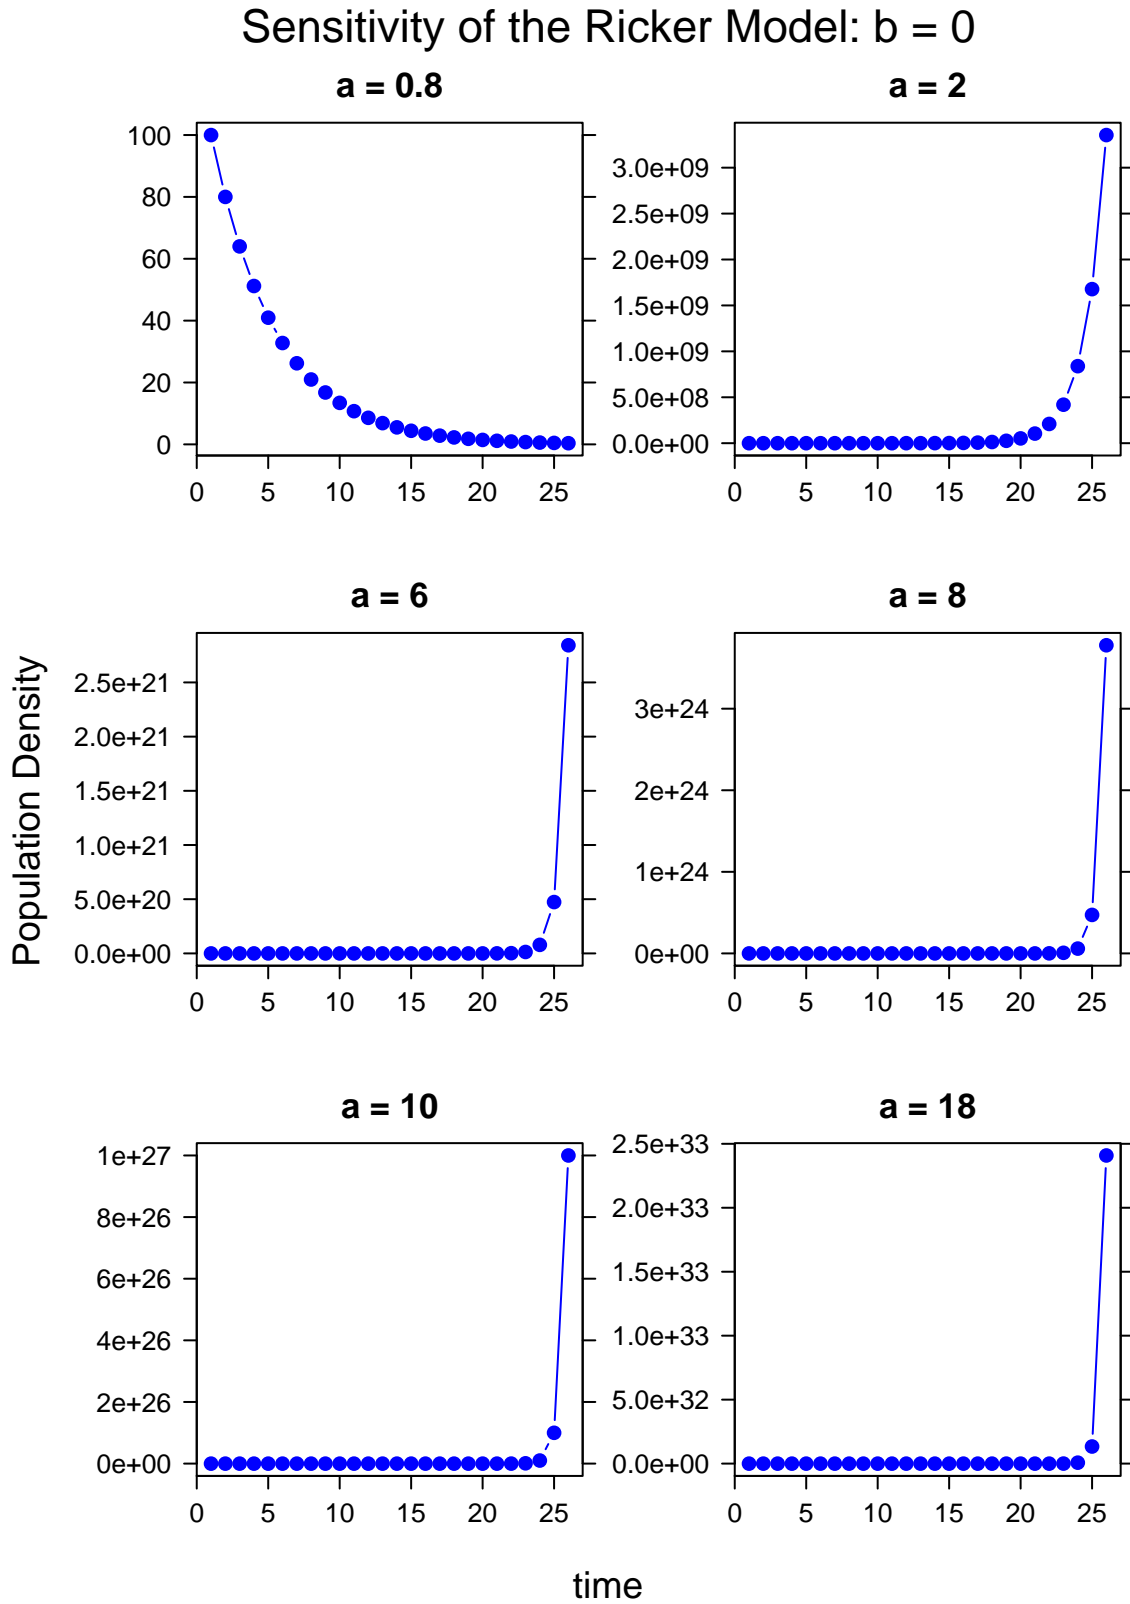 Sensitivity of the Ricker Model: b = 0
a = 0.8
100
80
60
40
20
0
0 5 10 15 20 25
a = 2
3.0e+09
2.5e+09
2.0e+09
1.5e+09
1.0e+09
5.0e+08
0.0e+00
0 5 10 15 20 25
Population Density
a = 6
2.5e+21
2.0e+21
1.5e+21
1.0e+21
5.0e+20
0.0e+00
0 5 10 15 20 25
a = 8
3e+24
2e+24
1e+24
0e+00
0 5 10 15 20 25
a = 10
1e+27
8e+26
6e+26
4e+26
2e+26
0e+00
0 5 10 15 20 25
a = 18
2.5e+33
2.0e+33
1.5e+33
1.0e+33
5.0e+32
0.0e+00
0 5 10 15 20 25
time